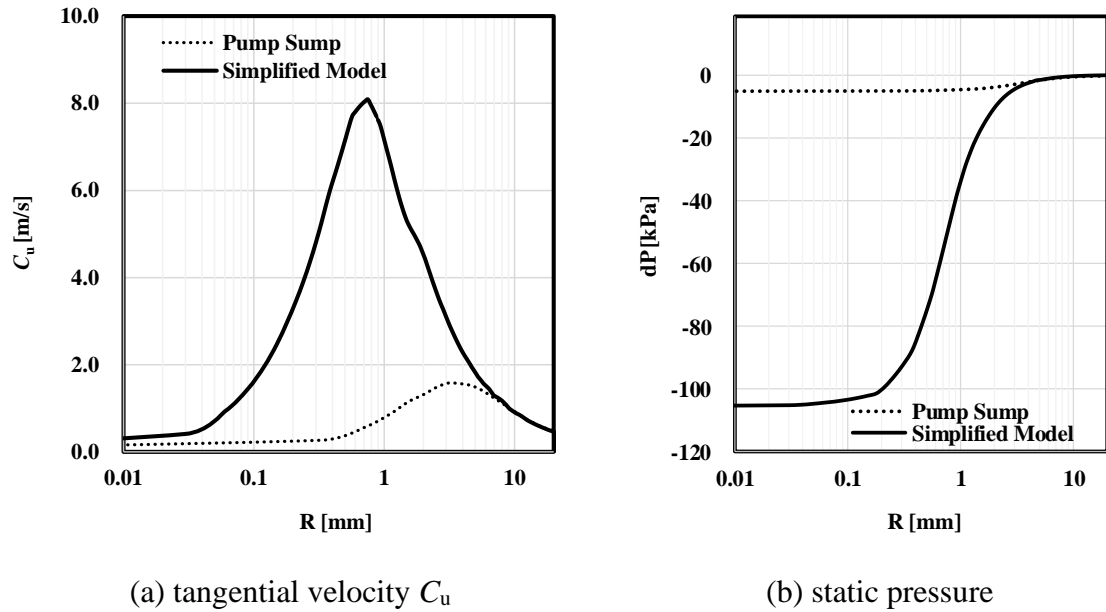 10.0
8.0
6.0
4.0
2.0
0.0
Cu [m/s]
Pump Sump
Simplified Model
0.01 0.1 1 10
R [mm]
(a) tangential velocity Cu
0
-20
-40
-60
-80
-100
-120
dP[kPa]
Pump Sump
Simplified Model
0.01 0.1 1 10
R [mm]
(b) static pressure